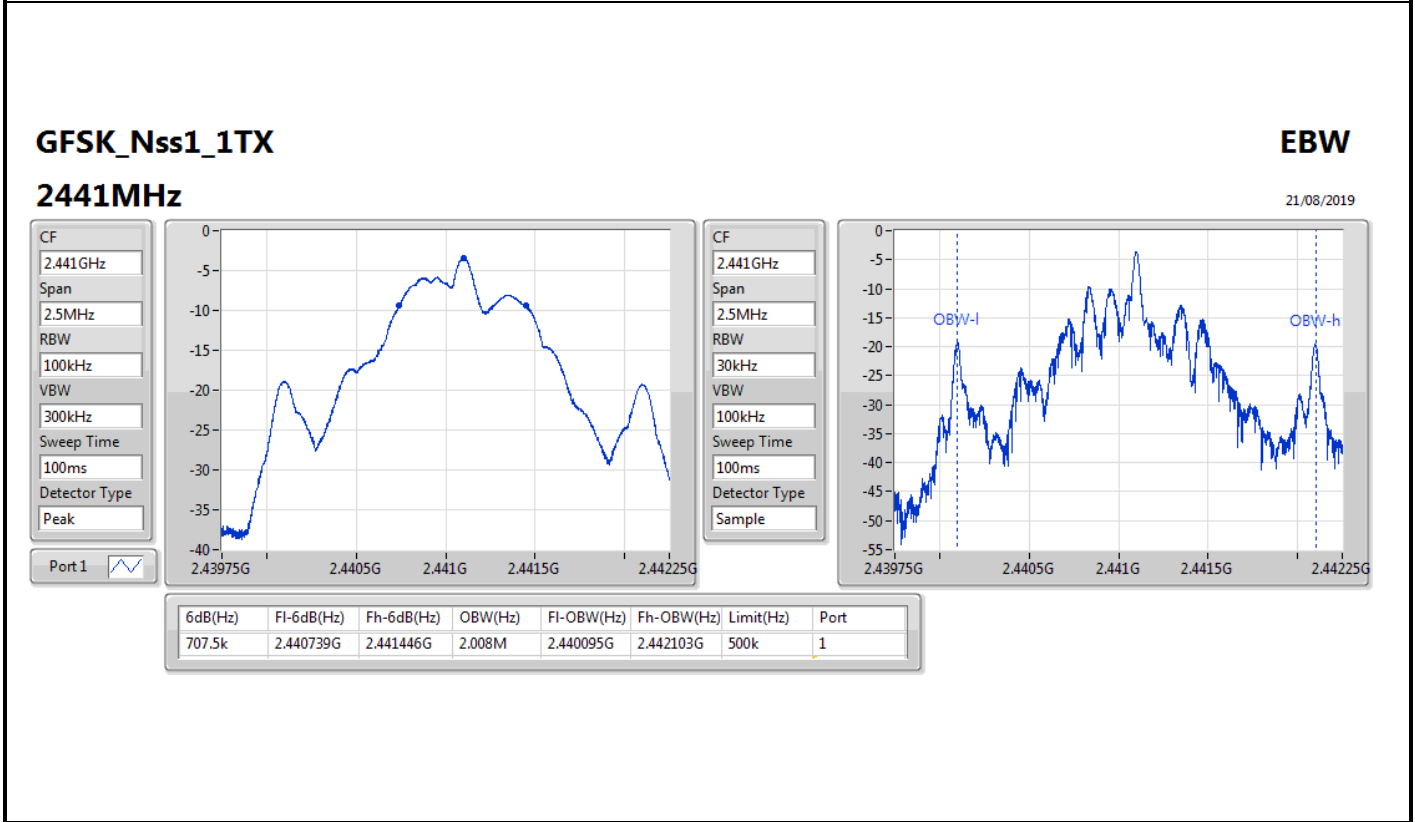 GFSK_Nss1_1TX
EBW
2441MHz
21/08/2019
CF
2.441GHz
Span
2.5MHz
RBW
100kHz
VBW
300kHz
Sweep Time
100ms
Detector Type
Peak
Port 1
0
-5
-10
-15
-20
-25
-30
-35
-40
2.43975G
2.4405G
2.441G
2.4415G
2.44225G
CF
2.441GHz
Span
2.5MHz
RBW
30kHz
VBW
100kHz
Sweep Time
100ms
Detector Type
Sample
0
-5
-10
-15
-20
-25
-30
-35
-40
-45
-50
-55
OBW-l
OBW-h
2.43975G
2.4405G
2.441G
2.4415G
2.44225G
6dB(Hz) Fl-6dB(Hz) Fh-6dB(Hz) OBW(Hz) Fl-OBW(Hz) Fh-OBW(Hz) Limit(Hz) Port
707.5k 2.440739G 2.441446G 2.008M 2.440095G 2.442103G 500k 1